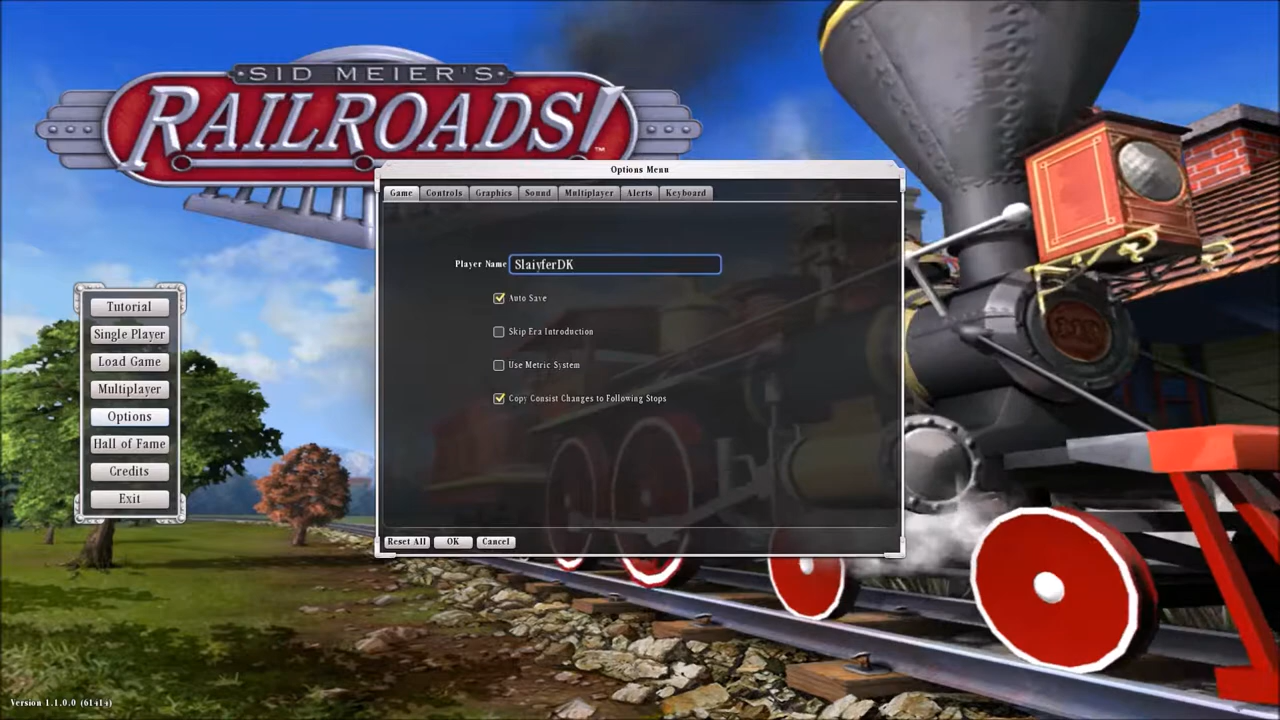 SID MEIER'S
RAILROADS!™
Options Menu
Game Controls Graphics Sound Multiplayer Alerts Keyboard
Player Name SlaiyferDK
Auto Save
Skip Era Introduction
Use Metric System
Copy Consist Changes to Following Stops
Reset All OK Cancel
Tutorial
Single Player
Load Game
Multiplayer
Options
Hall of Fame
Credits
Exit
Version 1.1.0.0 (61414)